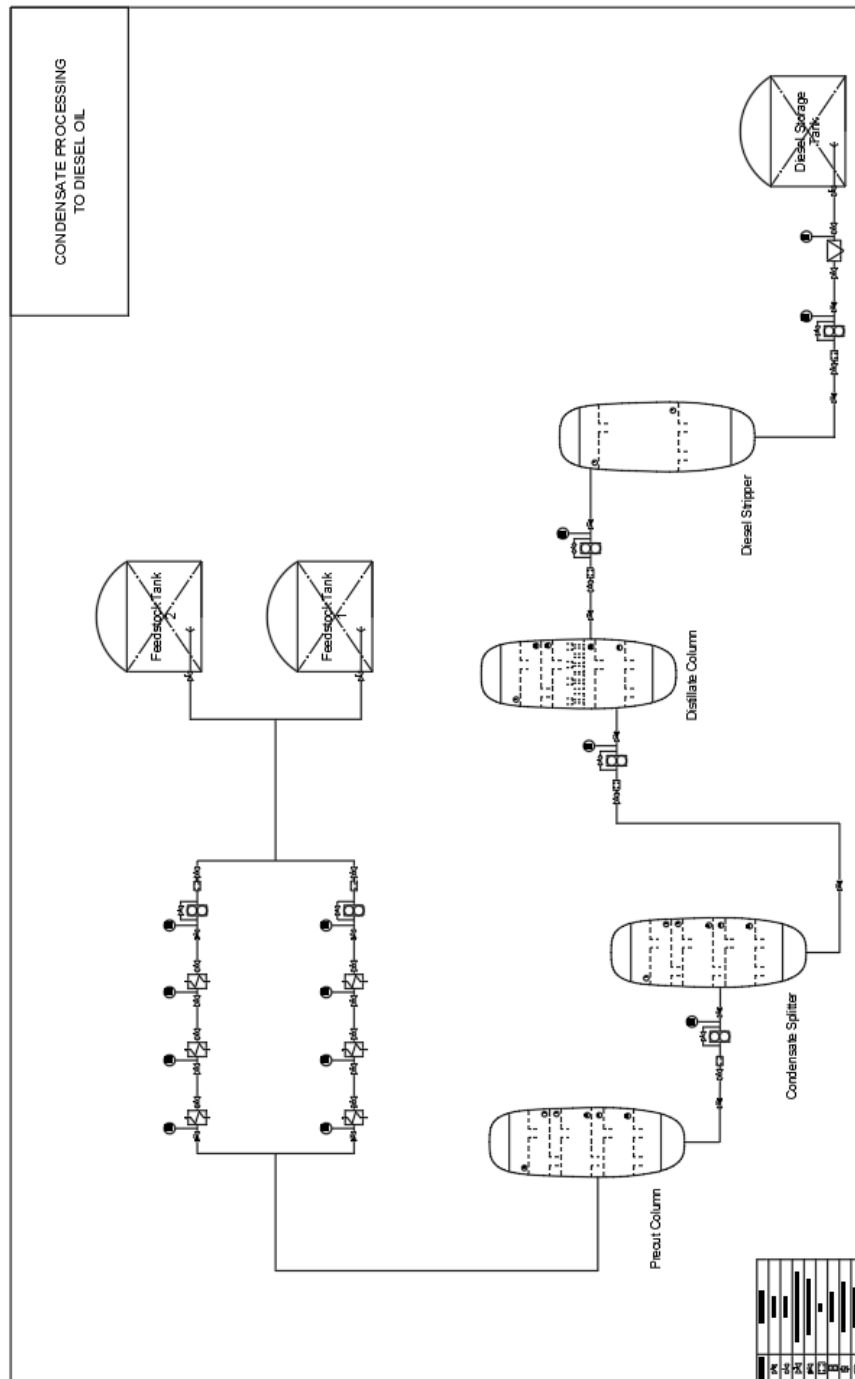 CONDENSATE PROCESSING
TO DIESEL OIL
Feedstock Tank
2
Feedstock Tank
1
Diesel Storage
Tank
Diesel Stripper
Distillate Column
Condensate Splitter
Precut Column